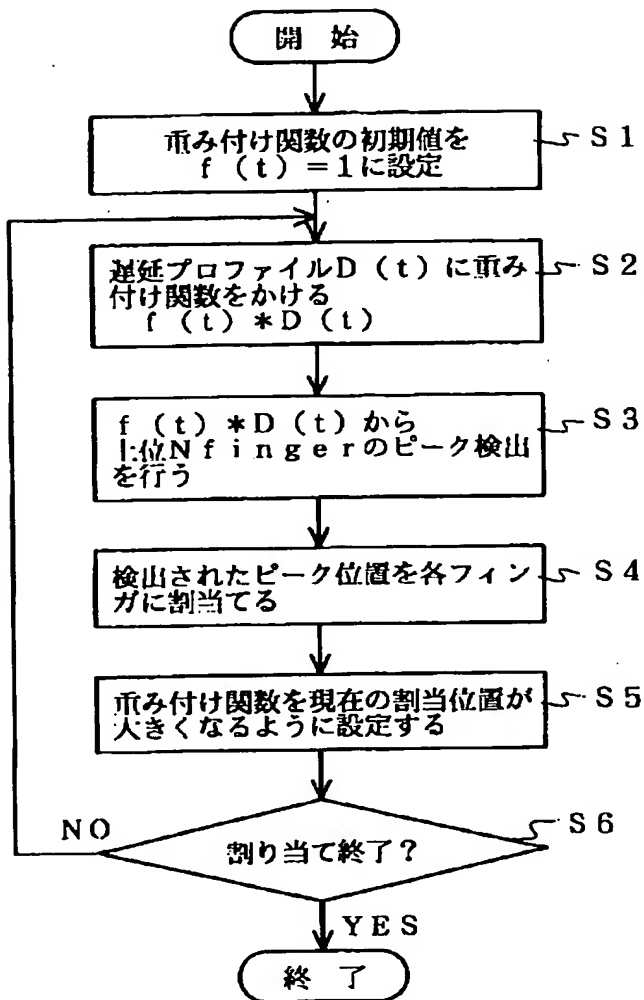 開 始
重み付け関数の初期値を
f (t) =1に設定
S1
遅延プロファイルD (t) に重み
付け関数をかける
f (t) *D (t)
S2
f (t) *D (t) から
上位Nfingerのピーク検出
を行う
S3
検出されたピーク位置を各フィン
ガに割当てる
S4
重み付け関数を現在の割当位置が
大きくなるように設定する
S5
NO
割り当て終了?
S6
YES
終 了